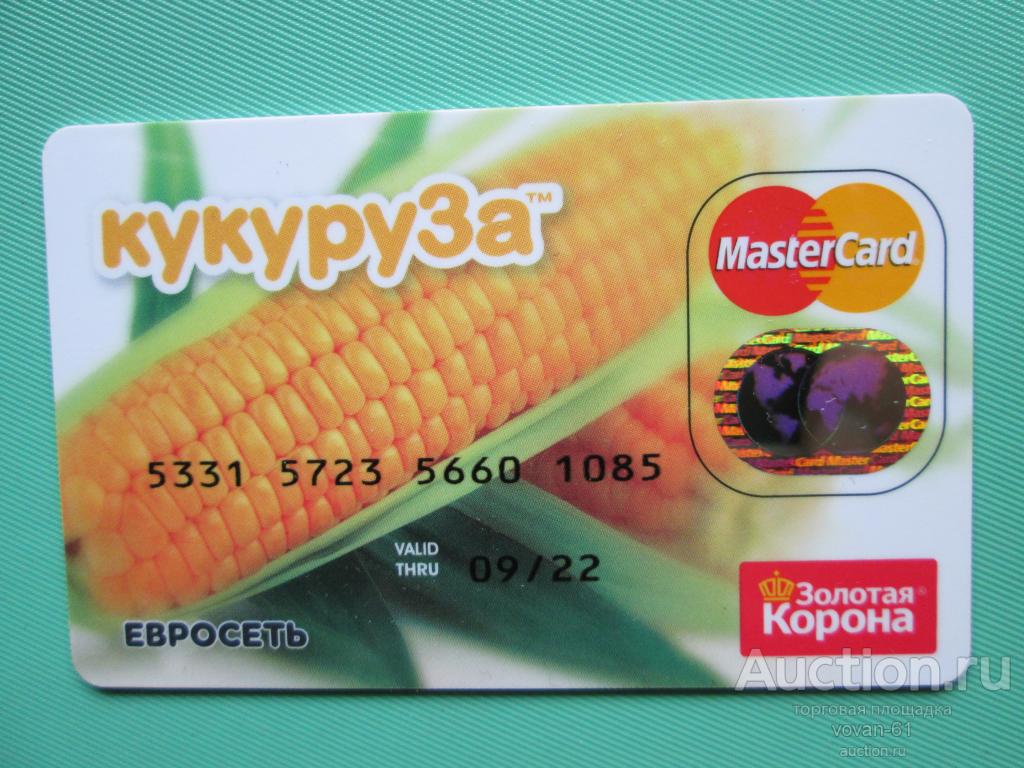 кукуруЗа™
MasterCard
5331 5723 5660 1085
VALID
THRU
09/22
ЕВРОСЕТЬ
Золотая®
Корона
Auction.ru
торговая площадка
vovan-61
auction.ru